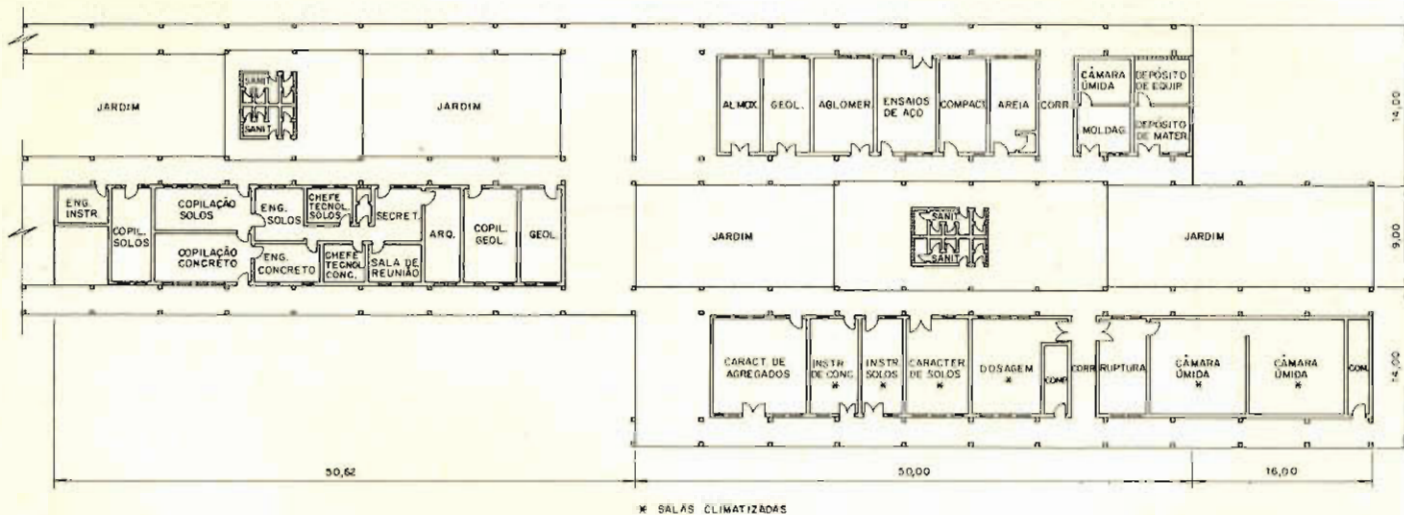 JARDIM
SANIT
SANIT
JARDIM
ALMOX.
GEOL.
AGLOMER.
ENSAIOS
DE AÇO
COMPACT.
AREIA
CORR.
CÂMARA
ÚMIDA
DEPÓSITO
DE EQUIP.
MOLDAG.
DEPÓSITO
DE MATER.
14,00
ENG.
INSTR.
COPIL.
SOLOS
COPILAÇÃO
SOLOS
ENG.
SOLOS
CHEFE
TECNOL.
SOLOS
SECRET.
COPILAÇÃO
CONCRETO
ENG.
CONCRETO
CHEFE
TECNOL.
CONC.
SALA DE
REUNIÃO
ARQ.
COPIL.
GEOL.
GEOL.
JARDIM
SANIT
SANIT
JARDIM
9,00
CARACT. DE
AGREGADOS
INSTR.
DE CONC.
*
INSTR.
SOLOS
*
CARACTER.
DE SOLOS
*
DOSAGEM
*
COMP.
CORR.
RUPTURA
CÂMARA
ÚMIDA
*
CÂMARA
ÚMIDA
*
COM.
14,00
50,62
50,00
16,00
* SALAS CLIMATIZADAS